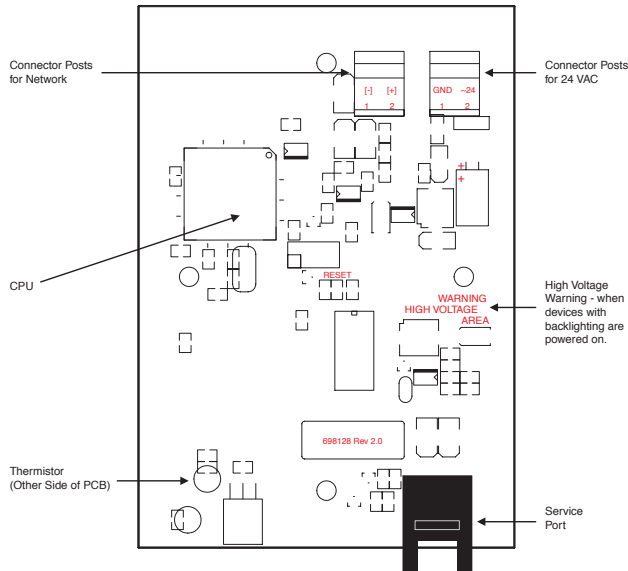 Connector Posts
for Network
Connector Posts
for 24 VAC
[-] [+]
1 2
GND ~24
1 2
+
+
CPU
RESET
WARNING
HIGH VOLTAGE
AREA
High Voltage
Warning - when
devices with
backlighting are
powered on.
698128 Rev 2.0
Thermistor
(Other Side of PCB)
Service
Port